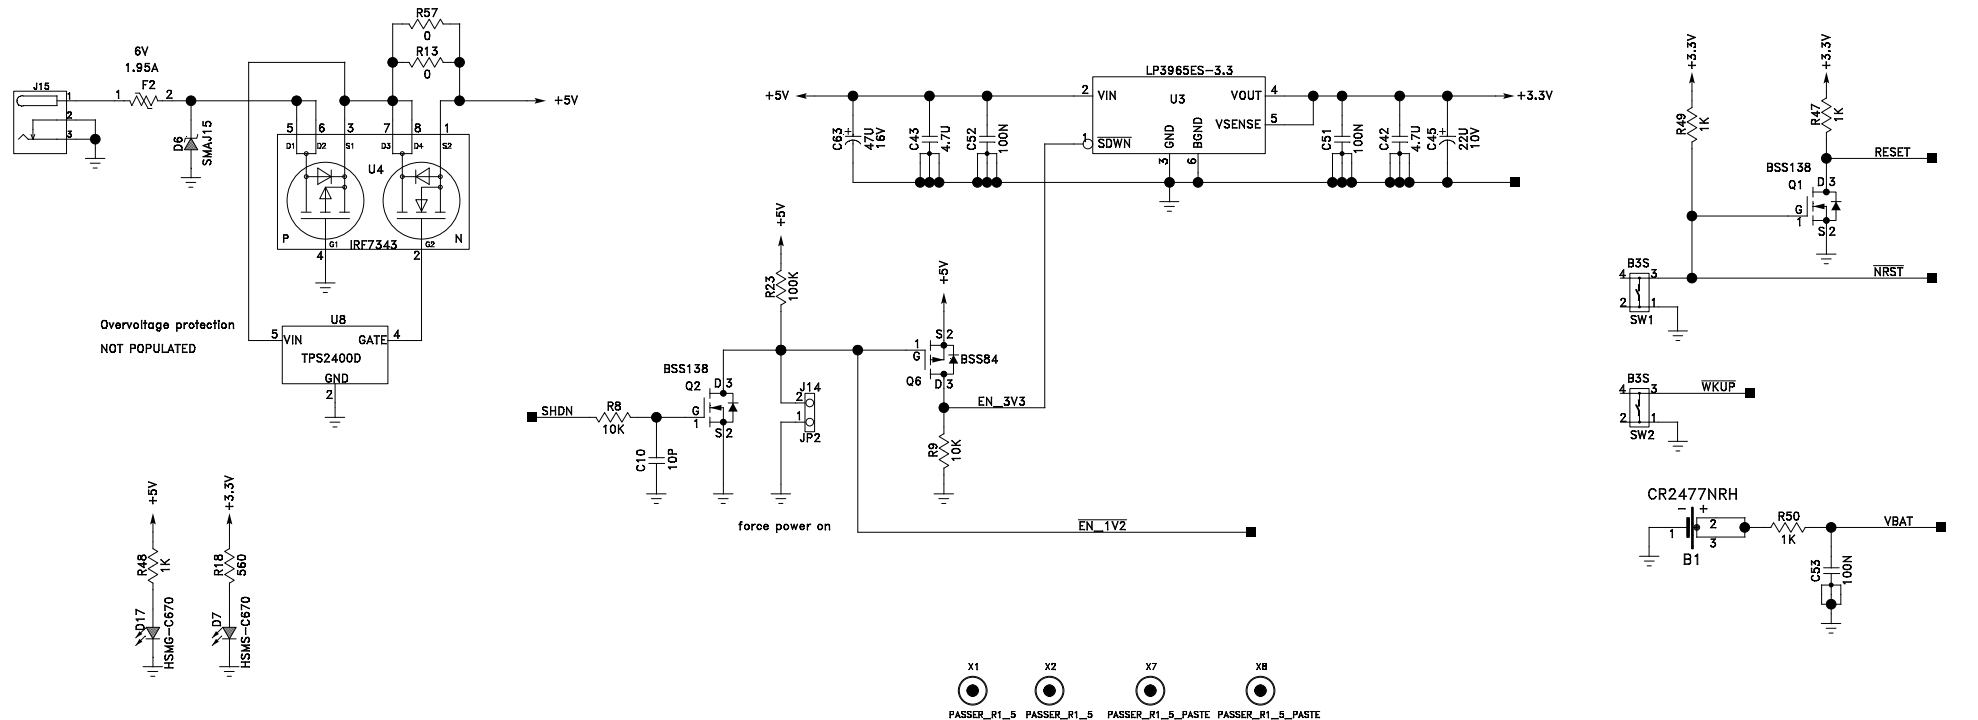 R57
0
R13
0
6V
1.95A
F2
J15
1
1 2
2
3
D6
SMAJ15
+5V
5 6 3 7 8 1
D1 D2 S1 D3 D4 S2
U4
P N
G1 IRF7343 G2
4 2
Overvoltage protection
NOT POPULATED
U8
5 VIN GATE 4
TPS2400D
GND
2
LP3965ES-3.3
+5V
2 VIN U3 VOUT 4
+3.3V
VSENSE 5
1 SDWN
GND BGND
3 6
C63 + 47U 16V
C43 4.7U
C52 100N
C51 100N
C42 4.7U
C45 + 22U 10V
+5V
R23 100K
+5V
S 2
1
G
BSS84
Q6
D 3
EN_3V3
R9 10K
BSS138
Q2
D 3
G
1
S 2
SHDN
R8
10K
C10 10P
J14
2
1
JP2
force power on
EN_1V2
+3.3V
R49 1K
+3.3V
R47 1K
RESET
BSS138
Q1
D 3
G
1
S 2
B3S
4 3
2 1
SW1
NRST
B3S
4 3
2 1
SW2
WKUP
CR2477NRH
- +
1 2
3
B1
R50
1K
VBAT
C53 100N
+5V
R48 1K
D17
HSMG-C670
+3.3V
R18 560
D7
HSMS-C670
X1 X2 X7 X8
PASSER_R1_5 PASSER_R1_5 PASSER_R1_5_PASTE PASSER_R1_5_PASTE